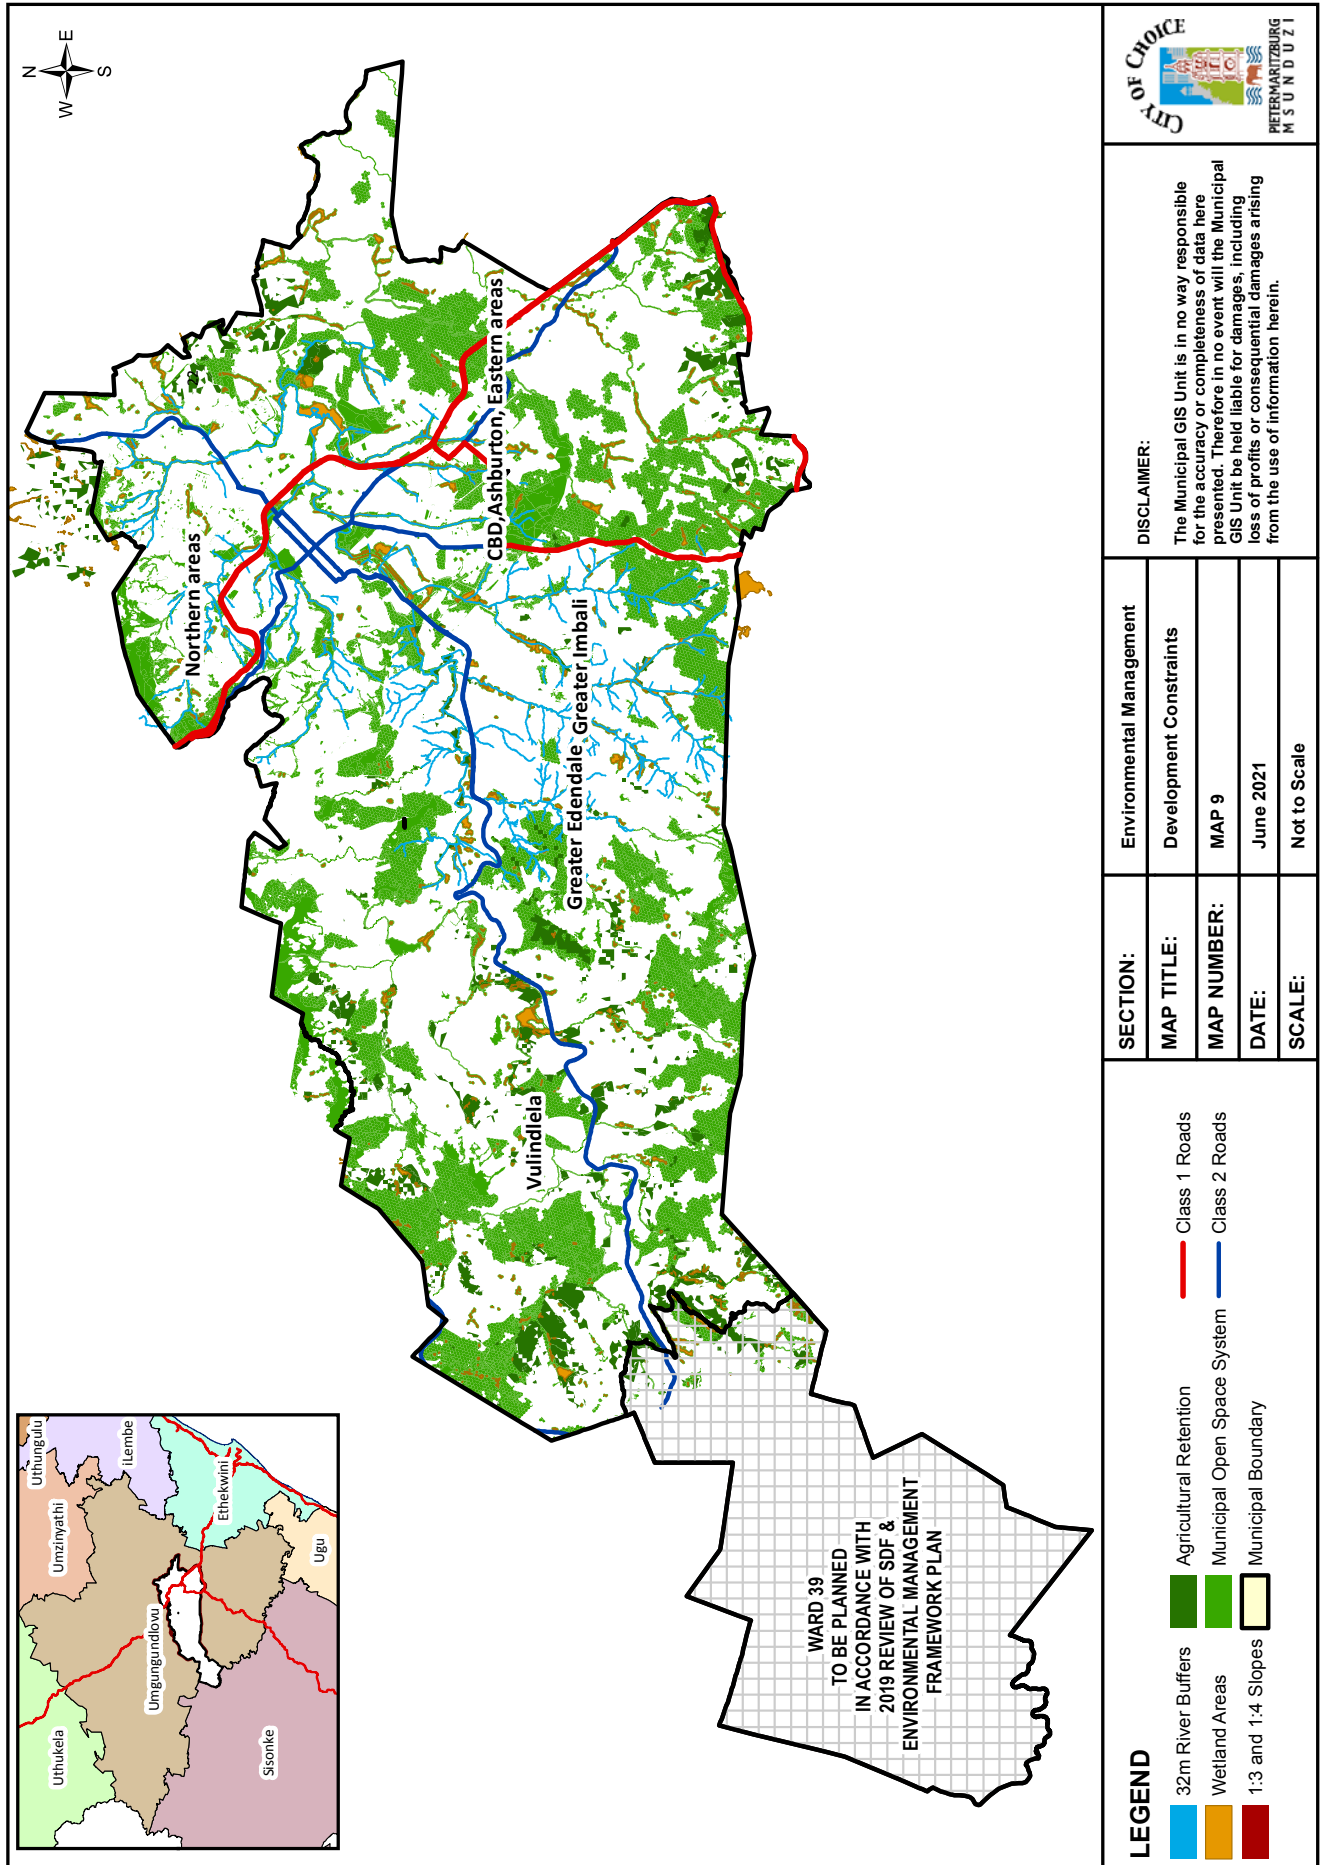 N
E
S
W
Northern areas
CBD,Ashburton, Eastern areas
Greater Imbali
Greater Edendale
Vulindlela
22
WARD 39
TO BE PLANNED
IN ACCORDANCE WITH
2019 REVIEW OF SDF &
ENVIRONMENTAL MANAGEMENT
FRAMEWORK PLAN
Uthungulu
Umzinyathi
iLembe
Uthukela
Umgungundlovu
Ethekwini
Ugu
Sisonke
LEGEND
32m River Buffers
Wetland Areas
1:3 and 1:4 Slopes
Agricultural Retention
Municipal Open Space System
Municipal Boundary
Class 1 Roads
Class 2 Roads
SECTION: Environmental Management
MAP TITLE: Development Constraints
MAP NUMBER: MAP 9
DATE: June 2021
SCALE: Not to Scale
DISCLAIMER:
The Municipal GIS Unit is in no way responsible
for the accuracy or completeness of data here
presented. Therefore in no event will the Municipal
GIS Unit be held liable for damages, including
loss of profits or consequential damages arising
from the use of information herein.
CITY OF CHOICE
PIETERMARITZBURG
MSUNDUZI